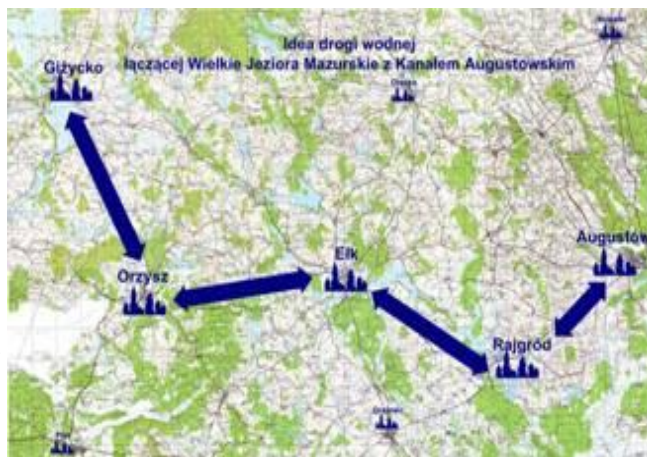 Idea drogi wodnej
łączącej Wielkie Jeziora Mazurskie z Kanałem Augustowskim
Giżycko
Orzysz
Ełk
Augustów
Rajgród